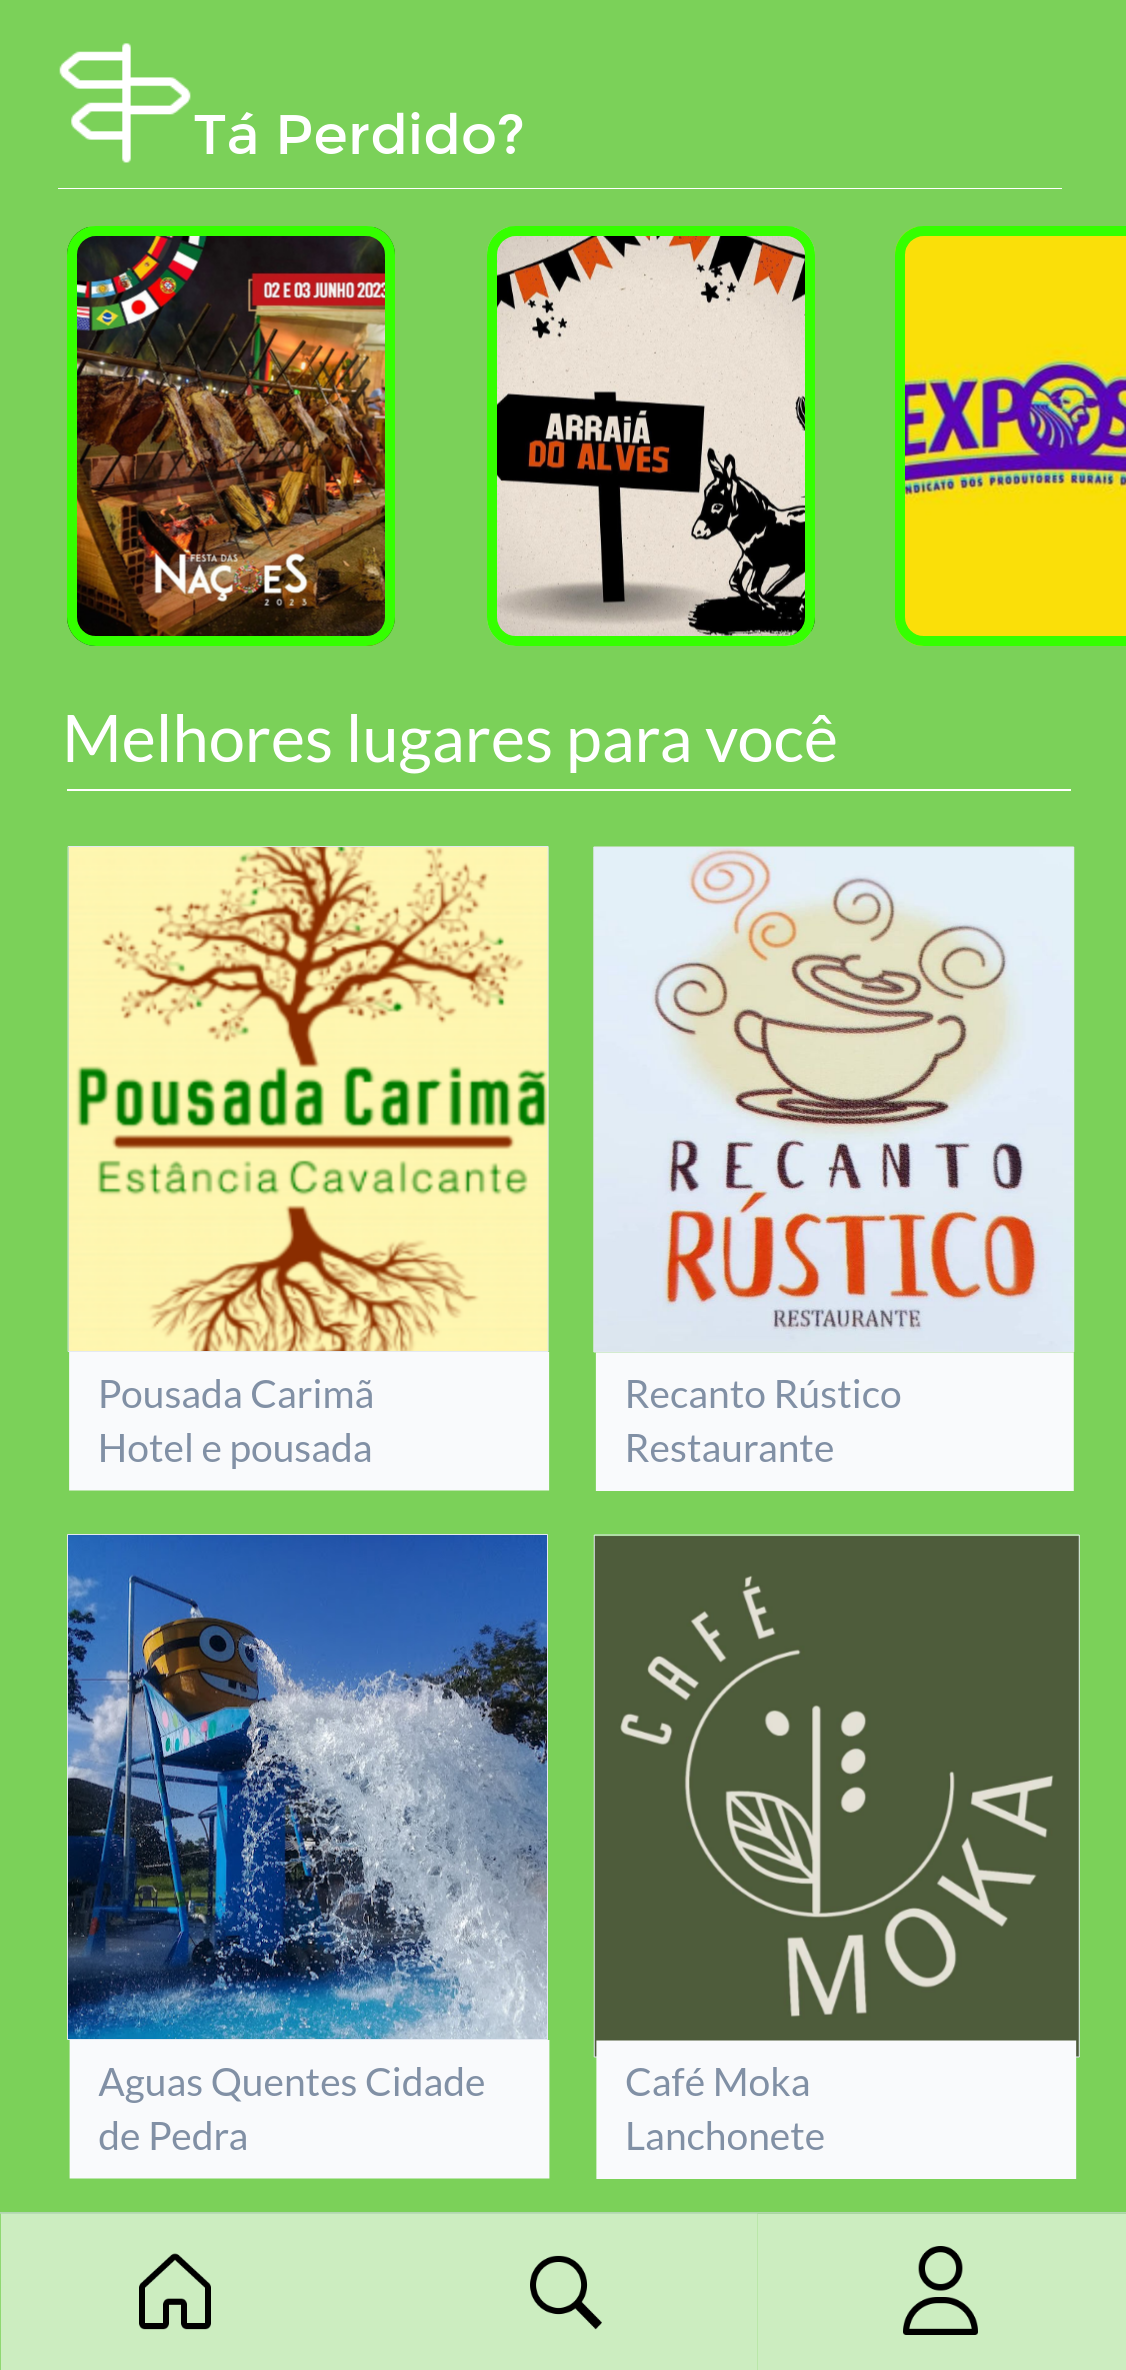 Tá Perdido?
02 E 03 JUNHO 2023
FESTA DAS
NAÇÕES
2023
ARRAIÁ
DO ALVES
EXPOS
NDICATO DOS PRODUTORES RURAIS D
Melhores lugares para você
Pousada Carimã
Estância Cavalcante
RECANTO
RÚSTICO
RESTAURANTE
Pousada Carimã
Hotel e pousada
Recanto Rústico
Restaurante
CAFÉ
MOKA
Aguas Quentes Cidade
de Pedra
Café Moka
Lanchonete